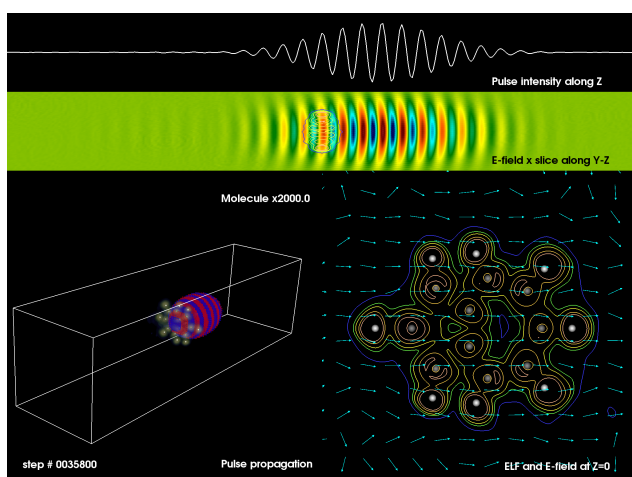 Pulse intensity along Z
E-field x slice along Y-Z
Molecule x2000.0
step # 0035800
Pulse propagation
ELF and E-field at Z=0